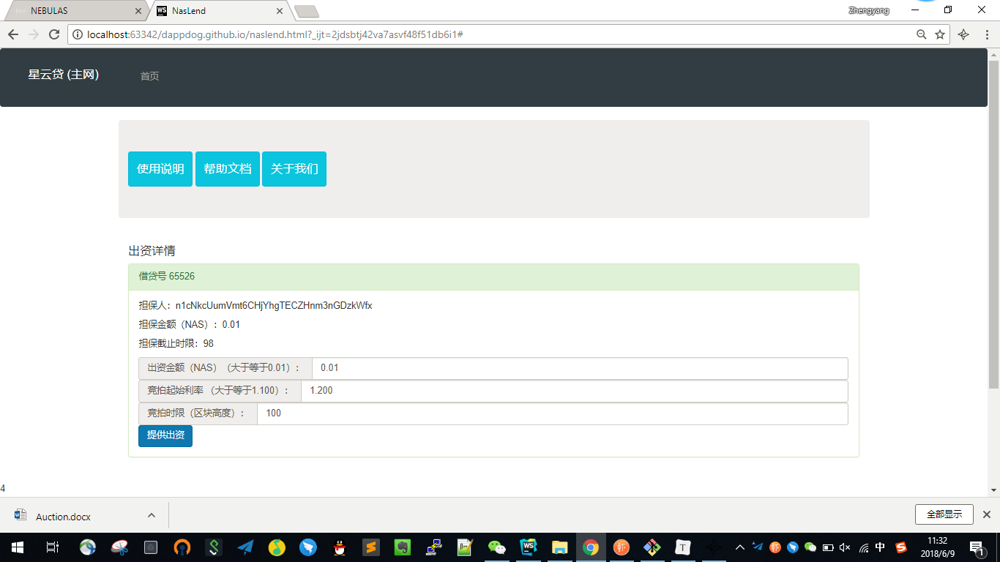 NEBULAS
NasLend
Zhengyang
localhost:63342/dappdog.github.io/naslend.html?_ijt=2jdsbtj42va7asvf48f51db6i1#
星云贷 (主网)
首页
使用说明 帮助文档 关于我们
出资详情
借贷号 65526
担保人：n1cNkcUumVmt6CHjYhgTECZHnm3nGDzkWfx
担保金额（NAS）：0.01
担保截止时限：98
出资金额（NAS）（大于等于0.01）： 0.01
竞拍起始利率 （大于等于1.100）： 1.200
竞拍时限（区块高度）： 100
提供出资
4
Auction.docx
全部显示
中
11:32
2018/6/9
1